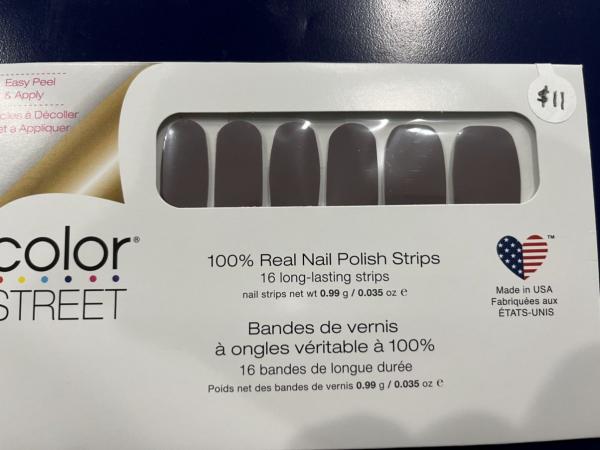 Easy Peel
& Apply
cles à Décoller
et à Appliquer
$11
color®
STREET
100% Real Nail Polish Strips
16 long-lasting strips
nail strips net wt 0.99 g / 0.035 oz e
Bandes de vernis
à ongles véritable à 100%
16 bandes de longue durée
Poids net des bandes de vernis 0.99 g / 0.035 oz e
TM
Made in USA
Fabriquées aux
ÉTATS-UNIS